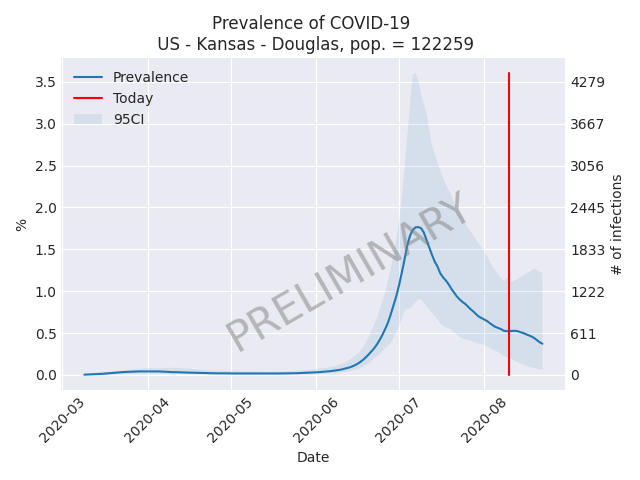 Prevalence of COVID-19
US - Kansas - Douglas, pop. = 122259
Prevalence
Today
95CI
PRELIMINARY
%
3.5
3.0
2.5
2.0
1.5
1.0
0.5
0.0
4279
3667
3056
2445
1833
1222
611
0
# of infections
2020-03
2020-04
2020-05
2020-06
2020-07
2020-08
Date